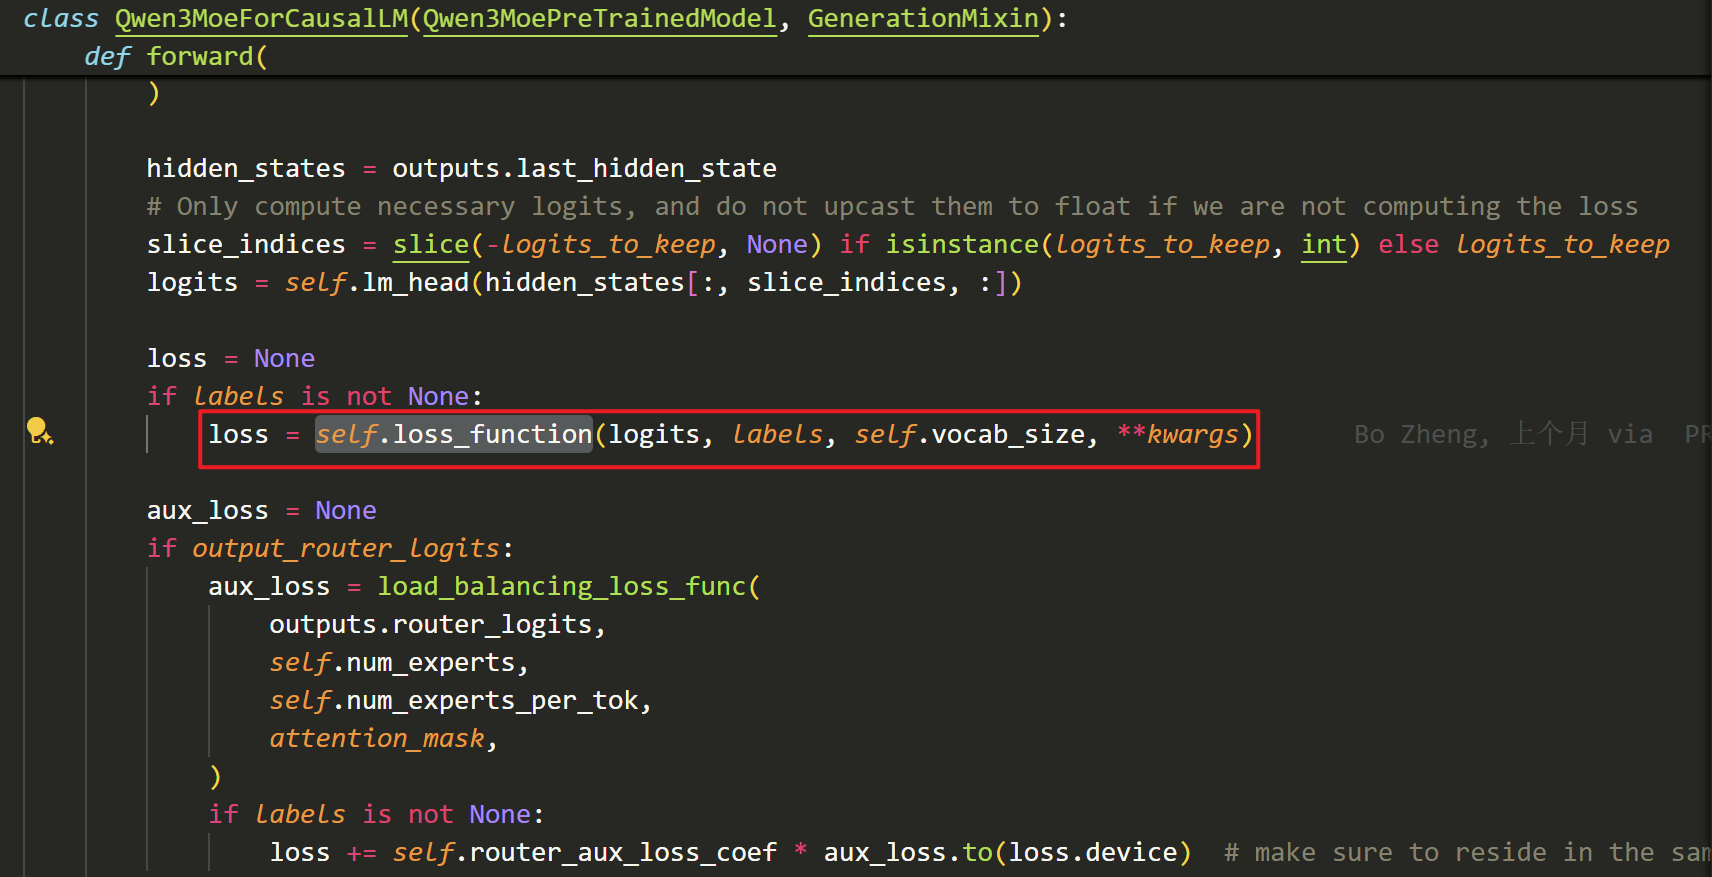 class Qwen3MoeForCausalLM(Qwen3MoePreTrainedModel, GenerationMixin):
def forward(
)
hidden_states = outputs.last_hidden_state
# Only compute necessary logits, and do not upcast them to float if we are not computing the loss
slice_indices = slice(-logits_to_keep, None) if isinstance(logits_to_keep, int) else logits_to_keep
logits = self.lm_head(hidden_states[:, slice_indices, :])
loss = None
if labels is not None:
loss = self.loss_function(logits, labels, self.vocab_size, **kwargs) Bo Zheng, 上个月 via PR
aux_loss = None
if output_router_logits:
aux_loss = load_balancing_loss_func(
outputs.router_logits,
self.num_experts,
self.num_experts_per_tok,
attention_mask,
)
if labels is not None:
loss += self.router_aux_loss_coef * aux_loss.to(loss.device) # make sure to reside in the